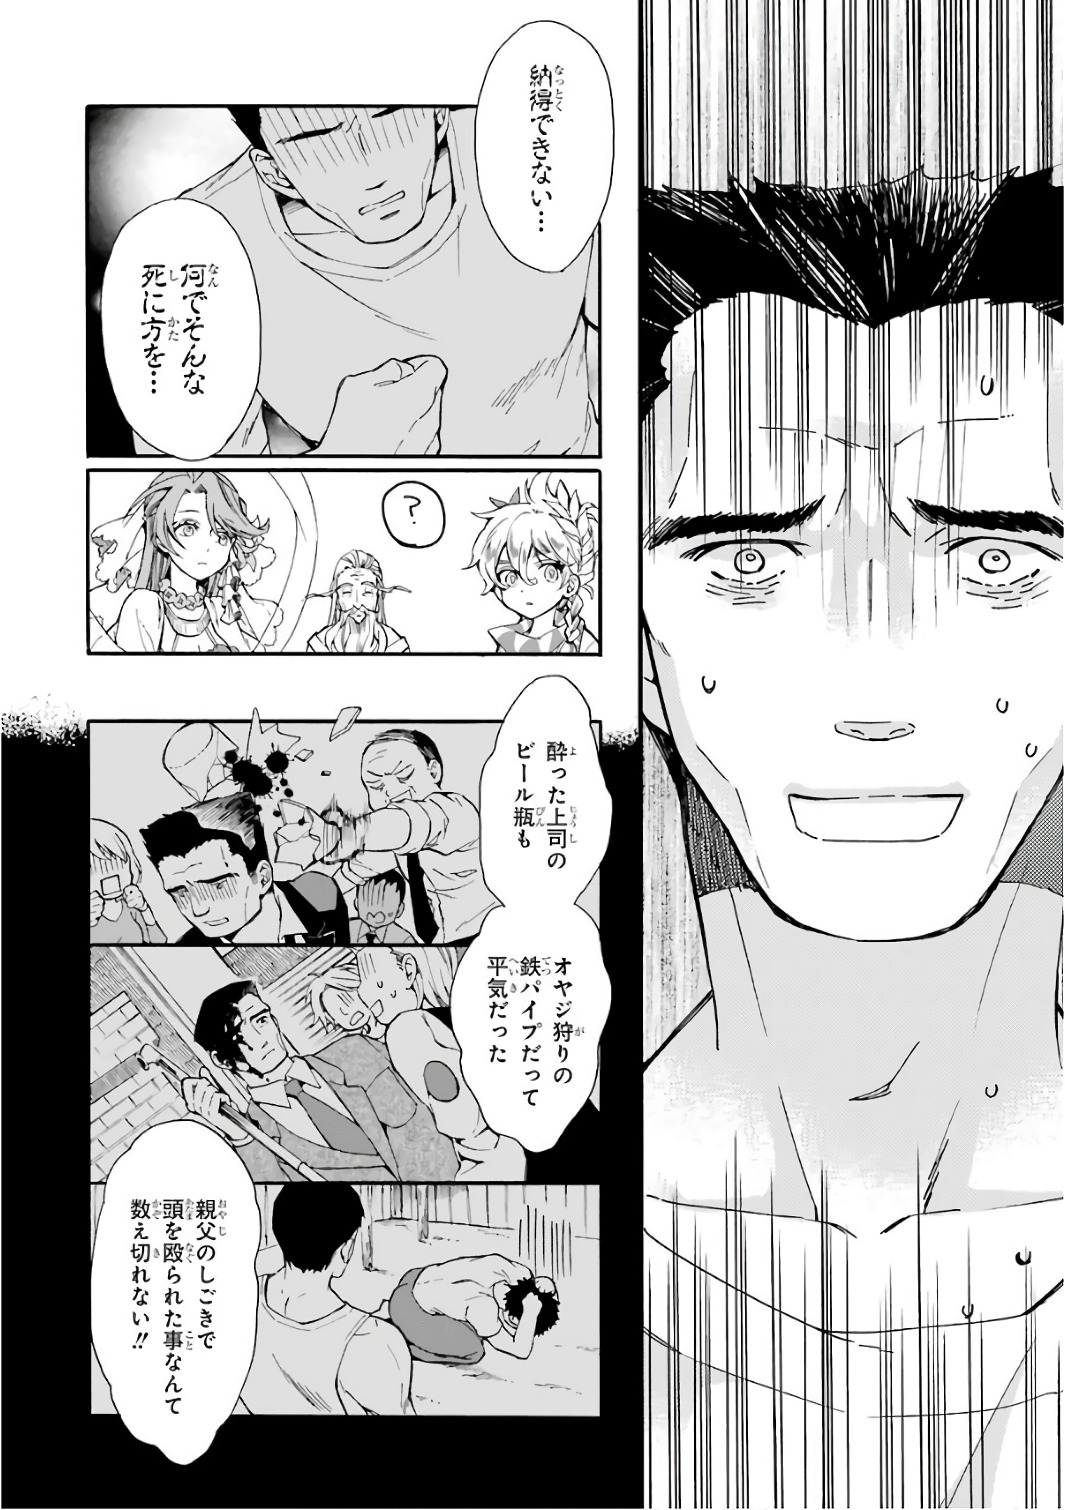 納得できない…
何でそんな
死に方を…
?
酔った上司の
ビール瓶も
オヤジ狩りの
鉄パイプだって
平気だった
親父のしごきで
頭を殴られた事なんて
数え切れない!!